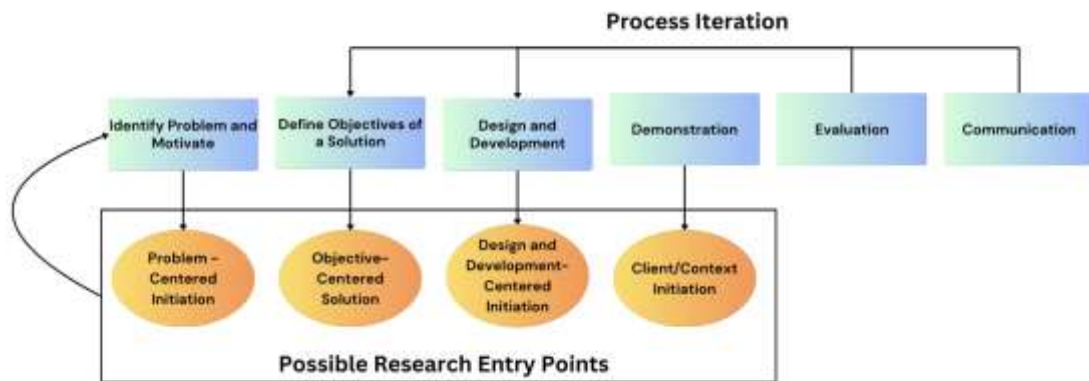 Process Iteration
Identify Problem and
Motivate
Define Objectives of
a Solution
Design and
Development
Demonstration
Evaluation
Communication
Problem –
Centered
Initiation
Objective-
Centered
Solution
Design and
Development-
Centered
Initiation
Client/Context
Initiation
Possible Research Entry Points